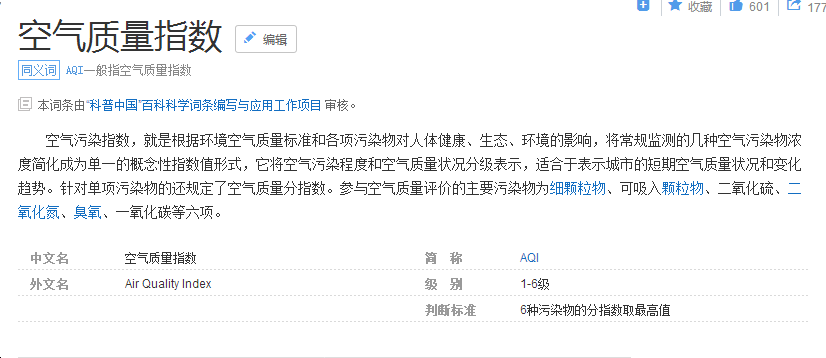 收藏 601 177
空气质量指数 编辑
同义词 AQI一般指空气质量指数
本词条由“科普中国”百科科学词条编写与应用工作项目 审核。
空气污染指数，就是根据环境空气质量标准和各项污染物对人体健康、生态、环境的影响，将常规监测的几种空气污染物浓
度简化成为单一的概念性指数值形式，它将空气污染程度和空气质量状况分级表示，适合于表示城市的短期空气质量状况和变化
趋势。针对单项污染物的还规定了空气质量分指数。参与空气质量评价的主要污染物为细颗粒物、可吸入颗粒物、二氧化硫、二
氧化氮、臭氧、一氧化碳等六项。
中文名 空气质量指数 简 称 AQI
外文名 Air Quality Index 级 别 1-6级
判断标准 6种污染物的分指数取最高值